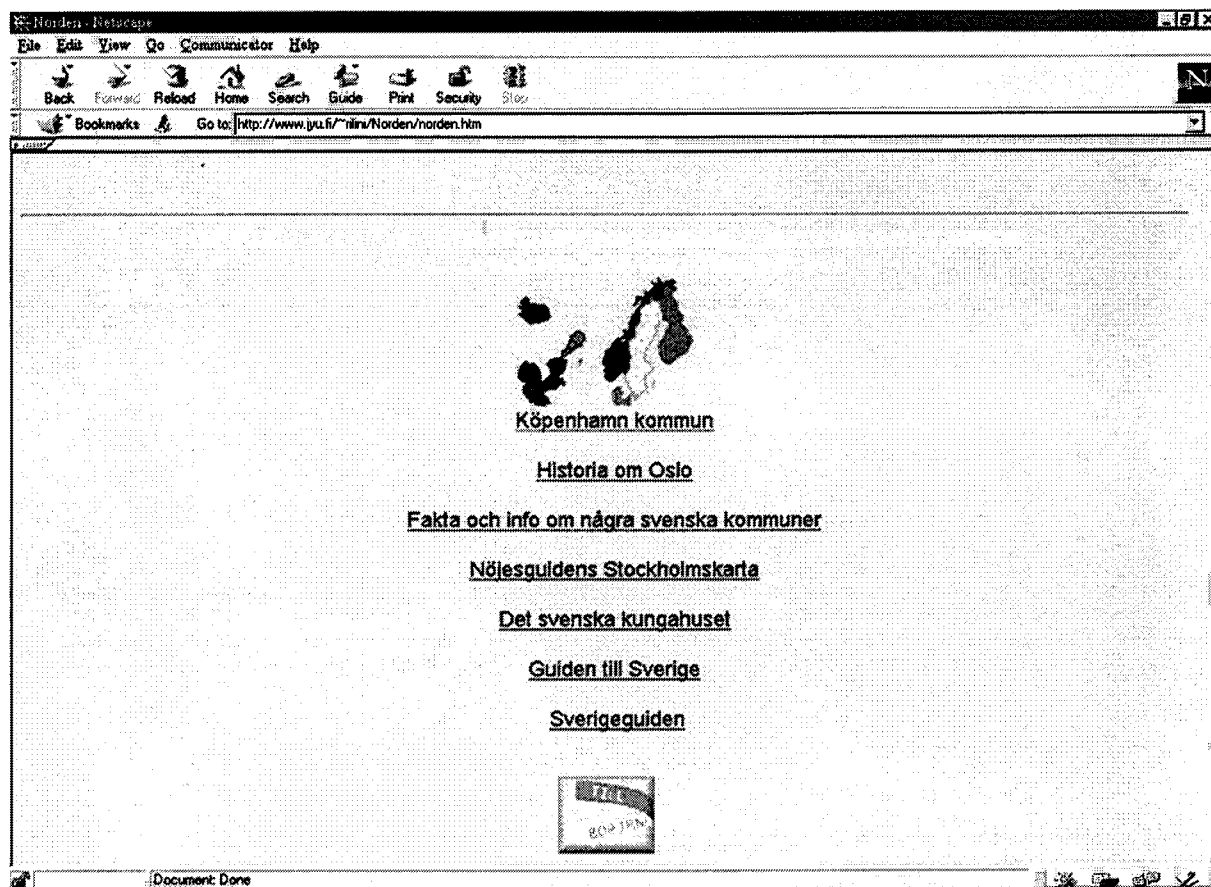 Norden - Netscape
File Edit View Go Communicator Help
Back Forward Reload Home Search Guide Print Security Stop
Bookmarks Go to: http://www.jyu.fi/~rilini/Norden/norden.htm
Köpenhamn kommun
Historia om Oslo
Fakta och info om några svenska kommuner
Nöjesguidens Stockholmskarta
Det svenska kungahuset
Guiden till Sverige
Sverigeguiden
Document: Done